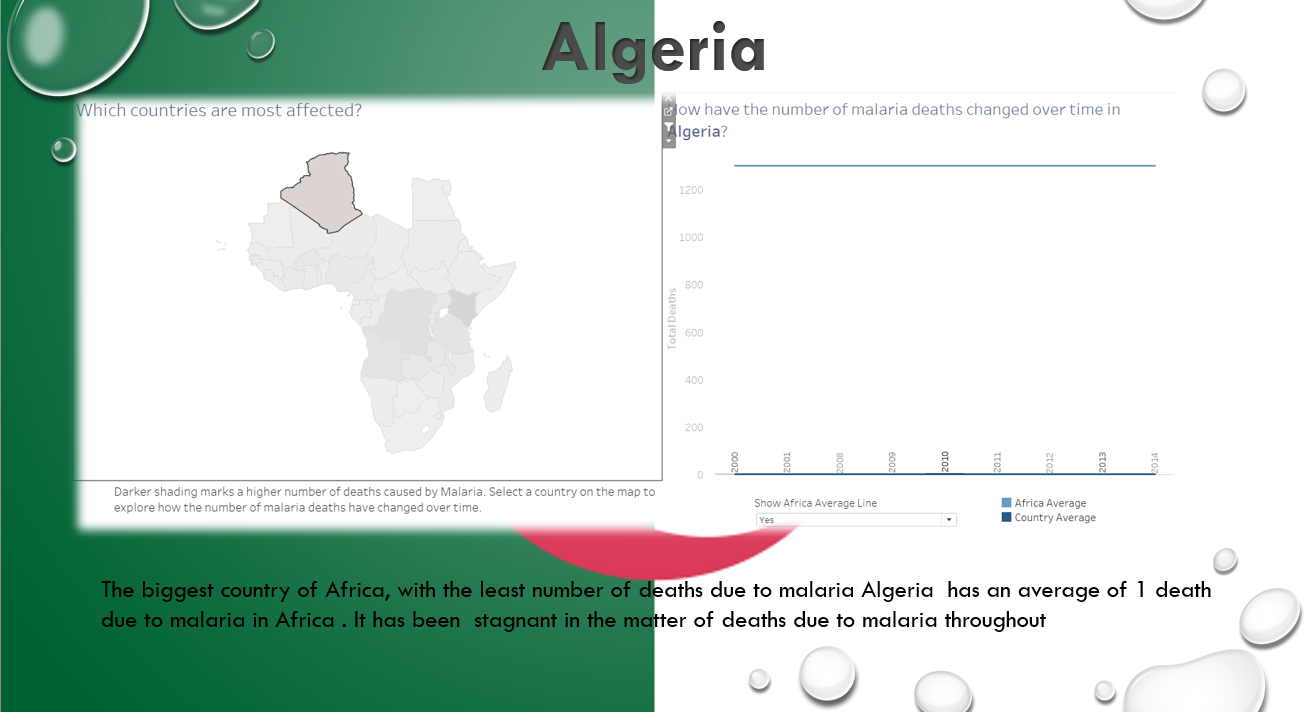 Algeria
Which countries are most affected?
Darker shading marks a higher number of deaths caused by Malaria. Select a country on the map to
explore how the number of malaria deaths have changed over time.
How have the number of malaria deaths changed over time in
Algeria?
Total Deaths
1200
1000
800
600
400
200
0
2000
2001
2008
2009
2010
2011
2012
2013
2014
Show Africa Average Line
Yes
Africa Average
Country Average
The biggest country of Africa, with the least number of deaths due to malaria Algeria has an average of 1 death
due to malaria in Africa . It has been stagnant in the matter of deaths due to malaria throughout